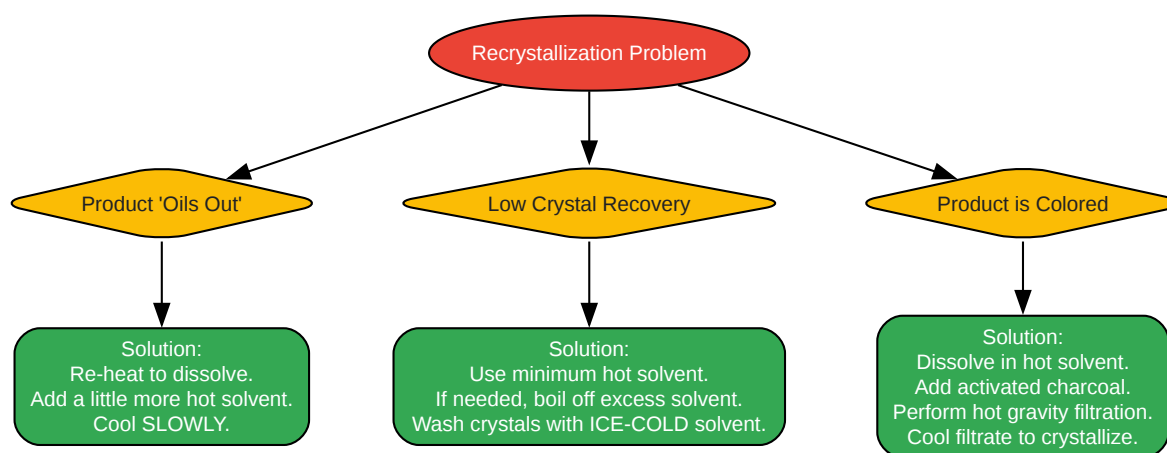 Recrystallization Problem
Product 'Oils Out'
Low Crystal Recovery
Product is Colored
Solution:
Re-heat to dissolve.
Add a little more hot solvent.
Cool SLOWLY.
Solution:
Use minimum hot solvent.
If needed, boil off excess solvent.
Wash crystals with ICE-COLD solvent.
Solution:
Dissolve in hot solvent.
Add activated charcoal.
Perform hot gravity filtration.
Cool filtrate to crystallize.